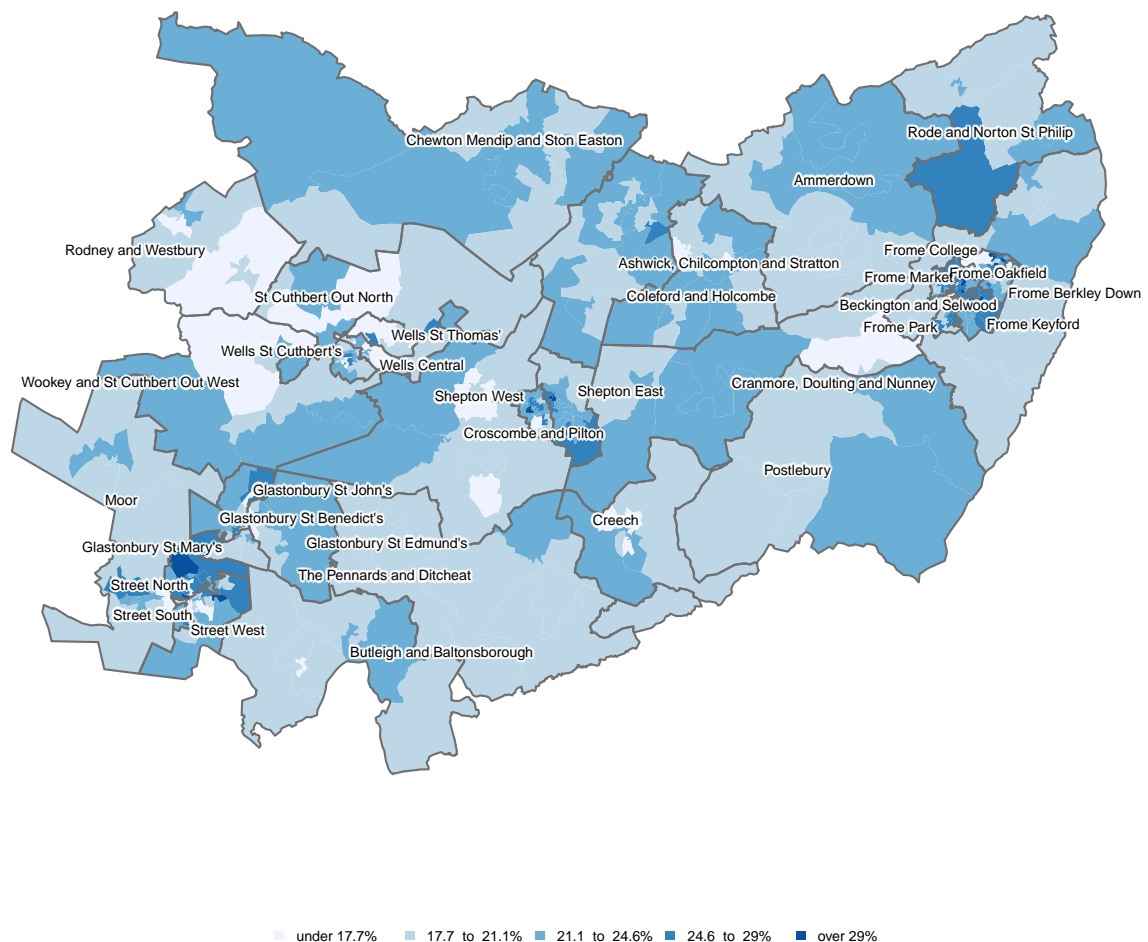 Rode and Norton St Philip
Chewton Mendip and Ston Easton
Ammerdown
Rodney and Westbury
Frome College
Ashwick, Chilcompton and Stratton
Frome Market
Frome Oakfield
Frome Berkley Down
St Cuthbert Out North
Coleford and Holcombe
Beckington and Selwood
Frome Park
Frome Keyford
Wells St Thomas'
Wells St Cuthbert's
Wells Central
Wookey and St Cuthbert Out West
Cranmore, Doulting and Nunney
Shepton West
Shepton East
Croscombe and Pilton
Postlebury
Glastonbury St John's
Moor
Glastonbury St Benedict's
Creech
Glastonbury St Edmund's
Glastonbury St Mary's
The Pennards and Ditcheat
Street North
Street South
Street West
Butleigh and Baltonsborough
under 17.7% 17.7 to 21.1% 21.1 to 24.6% 24.6 to 29% over 29%